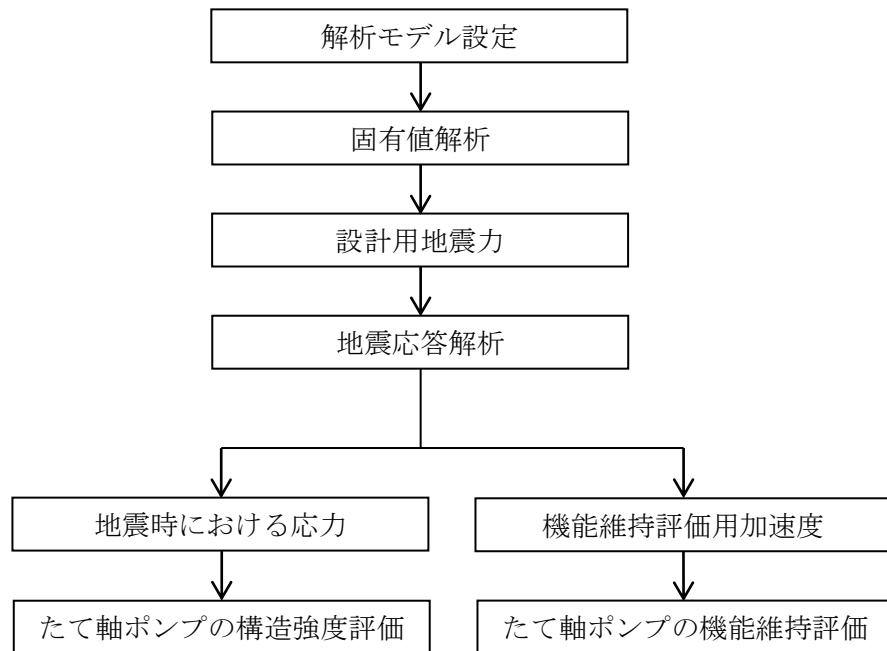 解析モデル設定
固有値解析
設計用地震力
地震応答解析
地震時における応力
機能維持評価用加速度
たて軸ポンプの構造強度評価
たて軸ポンプの機能維持評価